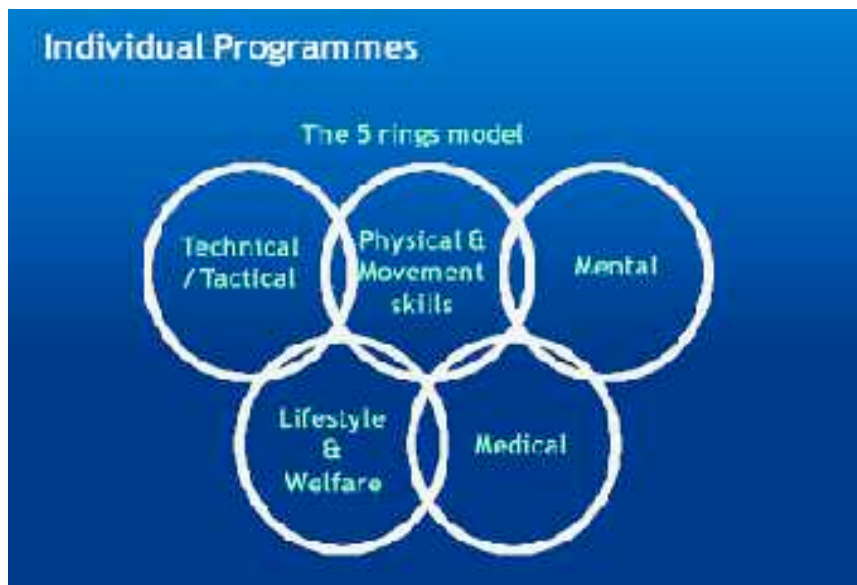 Individual Programmes
The 5 rings model
Technical
/ Tactical
Physical &
Movement
skills
Mental
Lifestyle
&
Welfare
Medical